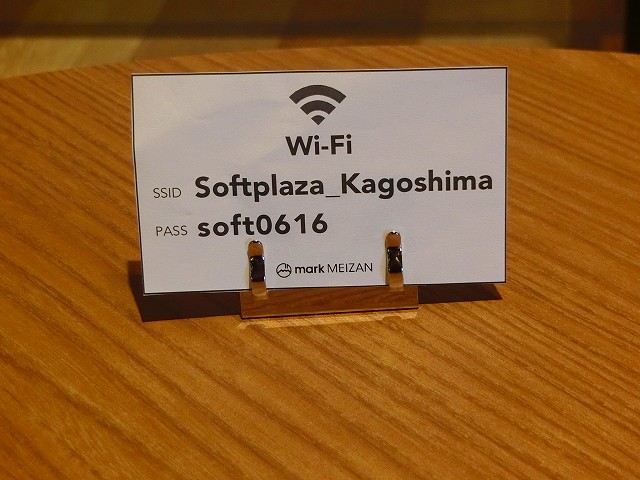 Wi-Fi
SSID Softplaza_Kagoshima
PASS soft0616
mark MEIZAN